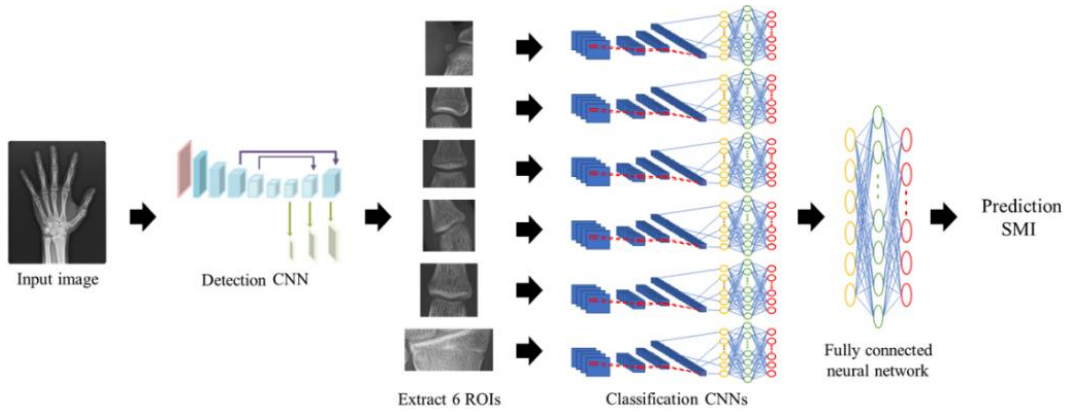 Input image
Detection CNN
Extract 6 ROIs
Classification CNNs
Fully connected
neural network
Prediction
SMI